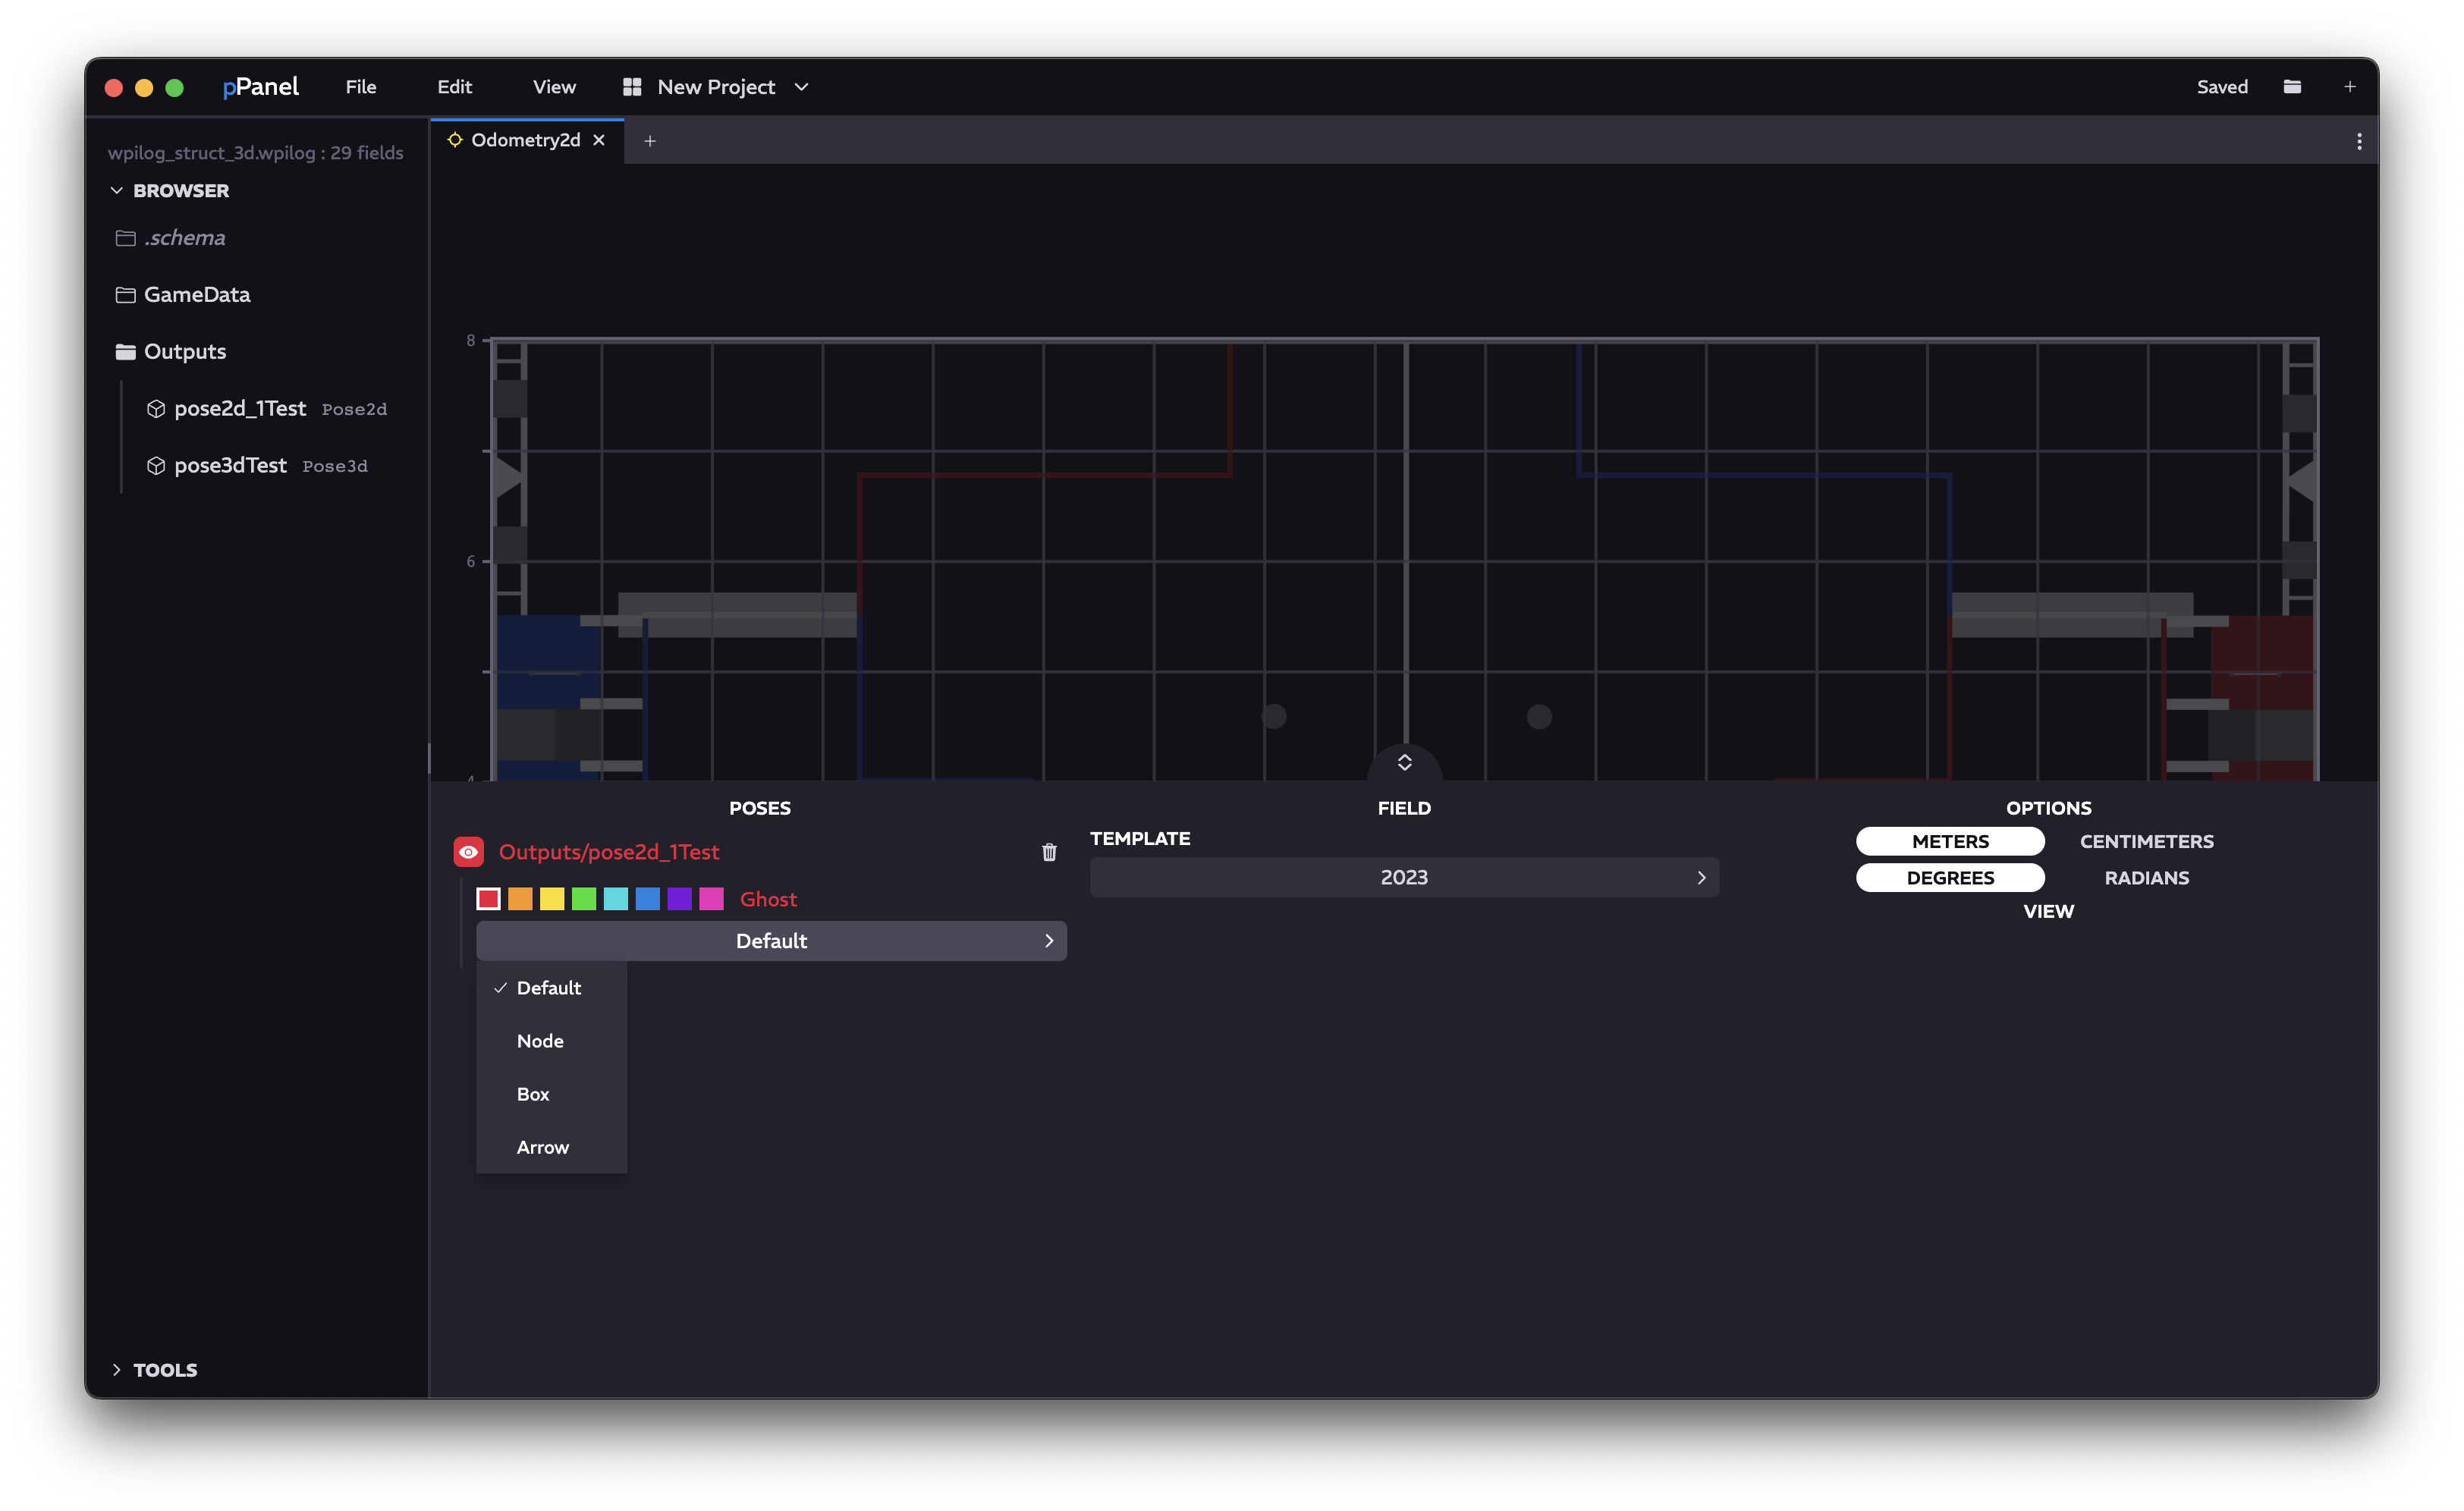 pPanel File Edit View New Project Saved
wpilog_struct_3d.wpilog : 29 fields
BROWSER
.schema
GameData
Outputs
pose2d_1Test Pose2d
pose3dTest Pose3d
TOOLS
Odometry2d
8
6
4
POSES
Outputs/pose2d_1Test
Ghost
Default
Default
Node
Box
Arrow
FIELD
TEMPLATE
2023
OPTIONS
METERS CENTIMETERS
DEGREES RADIANS
VIEW